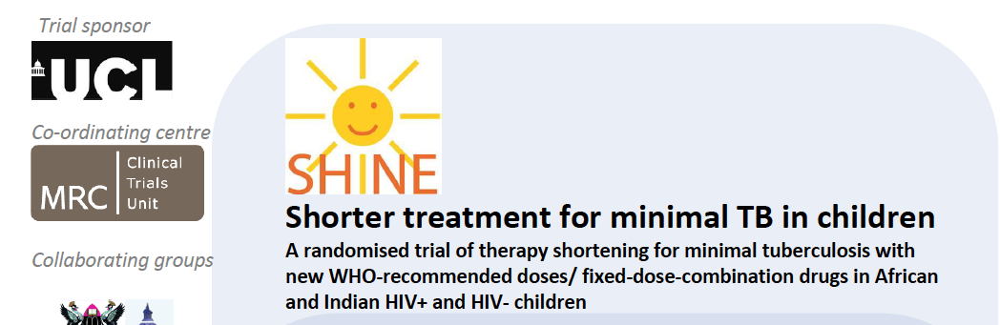 Trial sponsor
UCL
Co-ordinating centre
MRC
Clinical
Trials
Unit
Collaborating groups
SHINE
Shorter treatment for minimal TB in children
A randomised trial of therapy shortening for minimal tuberculosis with
new WHO-recommended doses/ fixed-dose-combination drugs in African
and Indian HIV+ and HIV- children